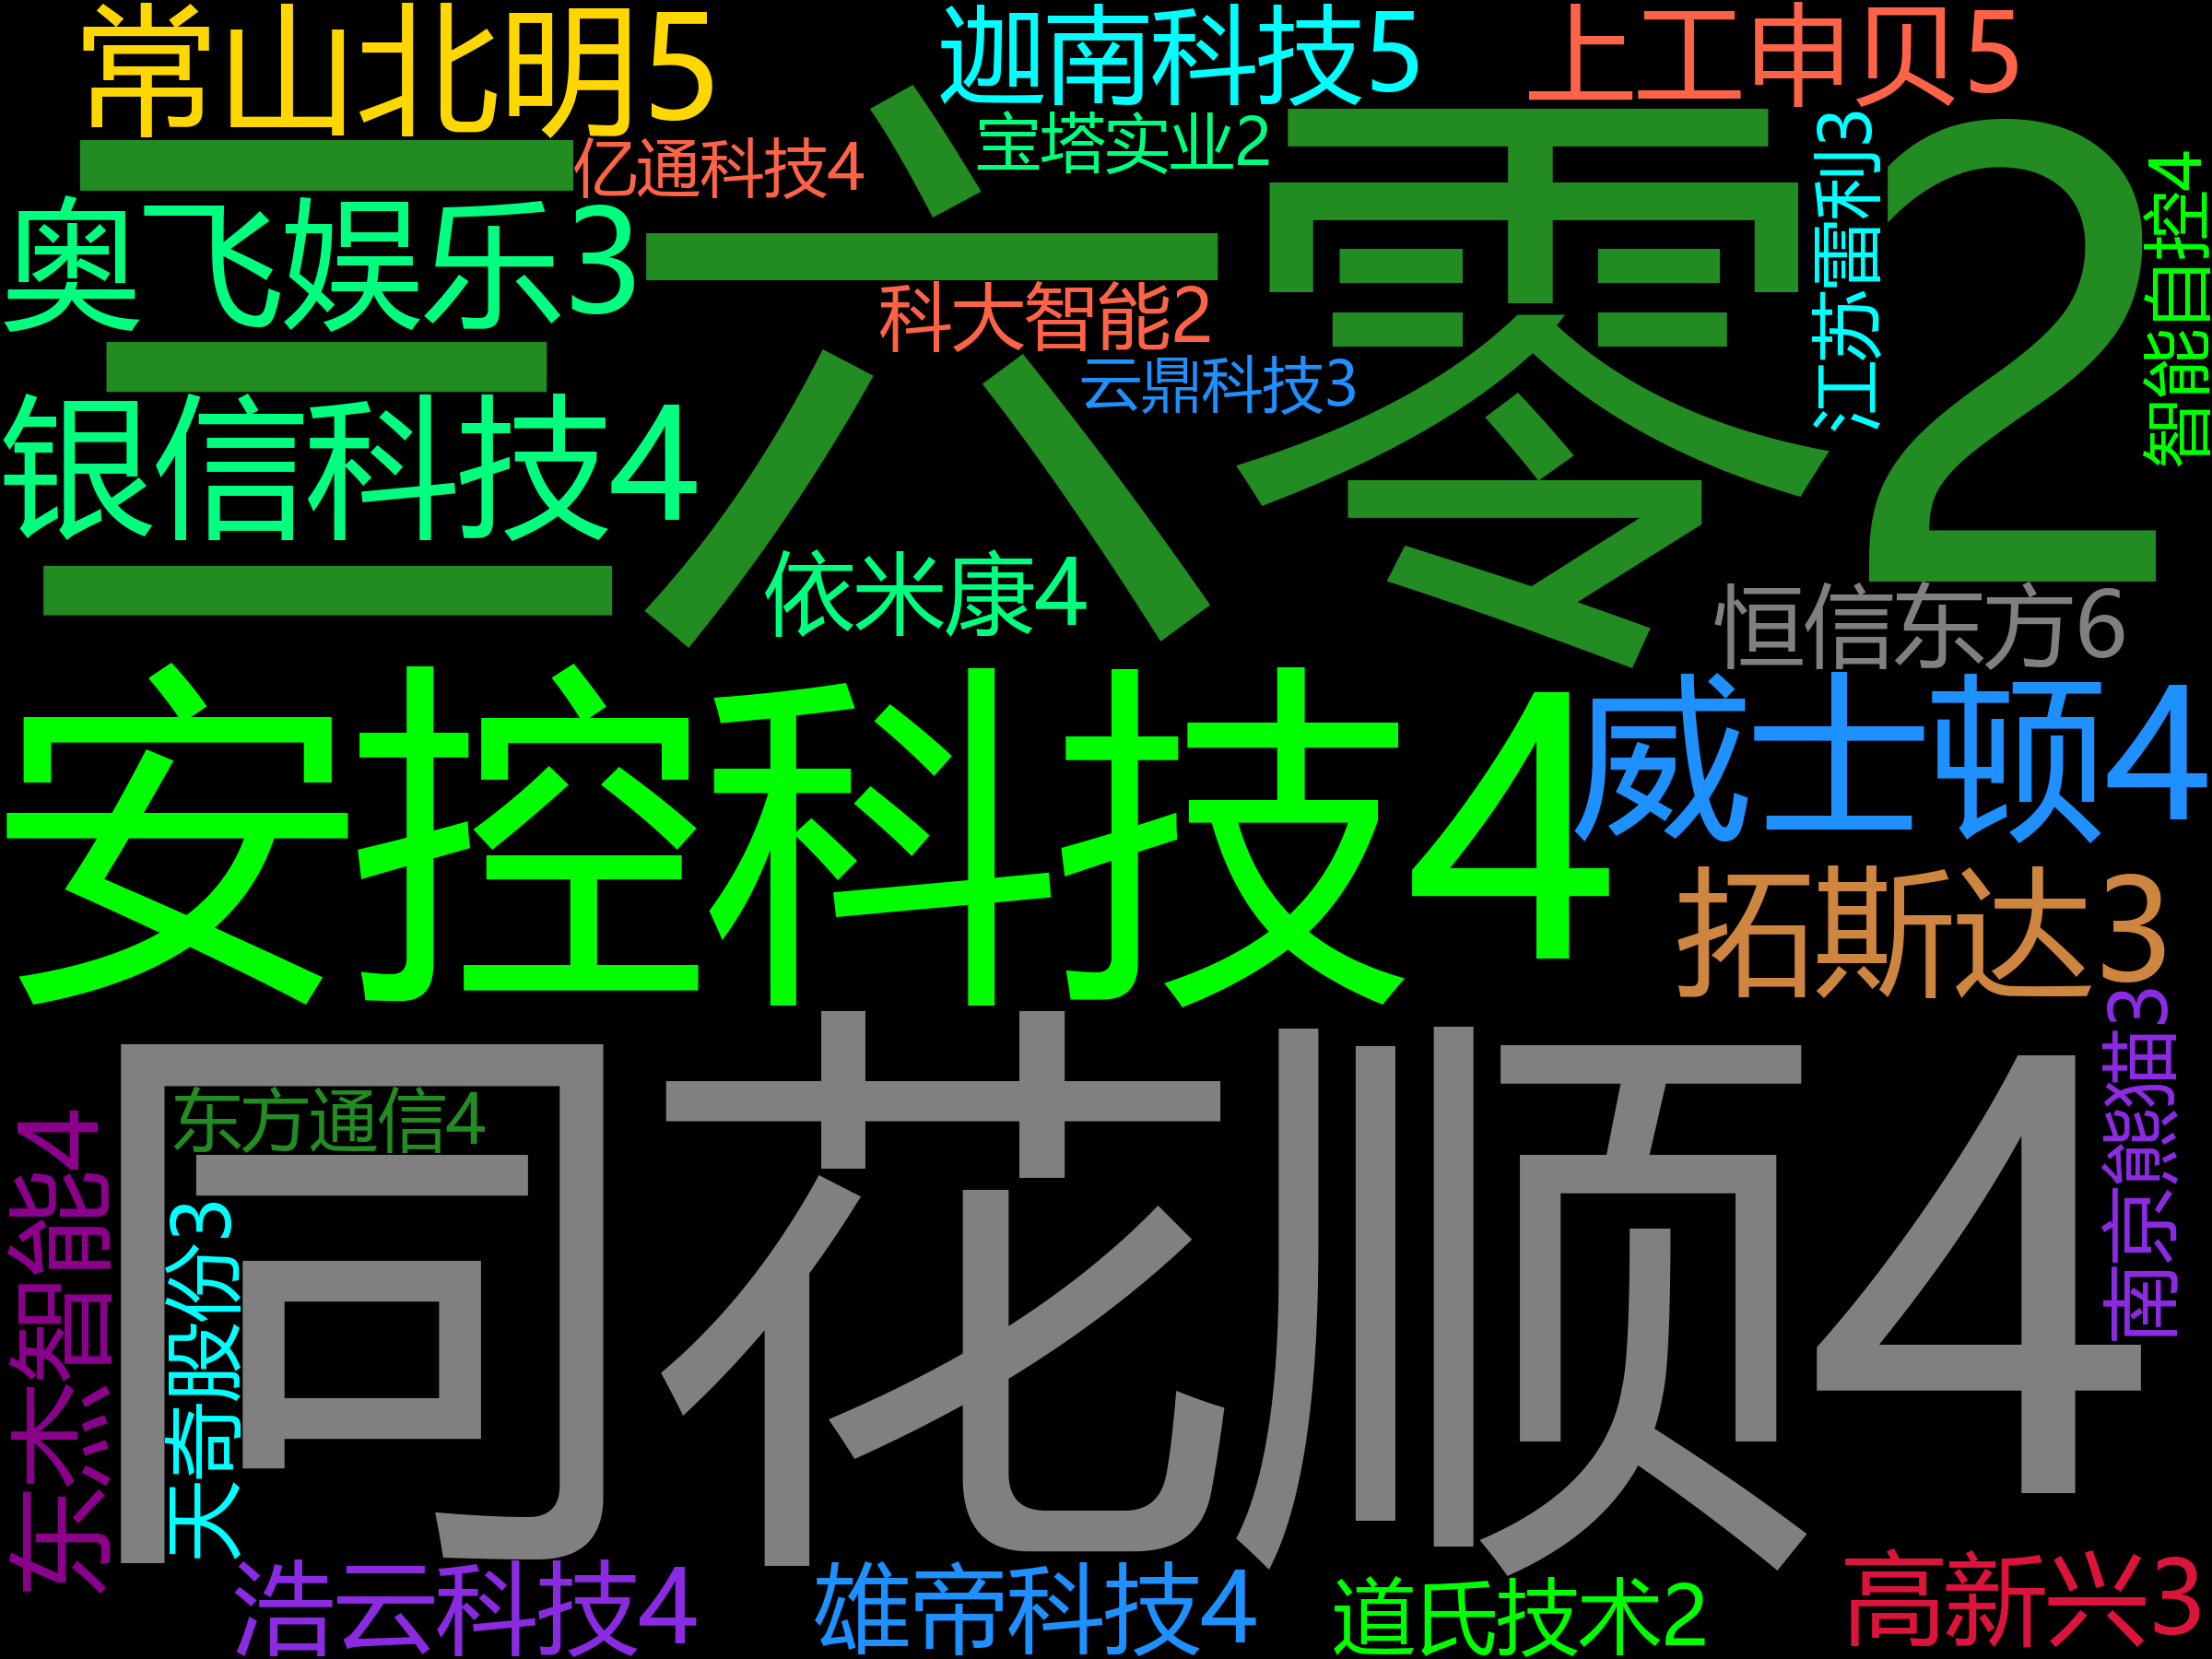 常山北明5
迦南科技5
上工申贝5
亿通科技4
宝塔实业2
三六零2
奥飞娱乐3
科大智能2
云鼎科技3
江苏雷利3
智能自控4
银信科技4
依米康4
恒信东方6
安控科技4
威士顿4
拓斯达3
同花顺4
东方通信4
东杰智能4
天奇股份3
南京熊猫3
浩云科技4
雄帝科技4
道氏技术2
高新兴3